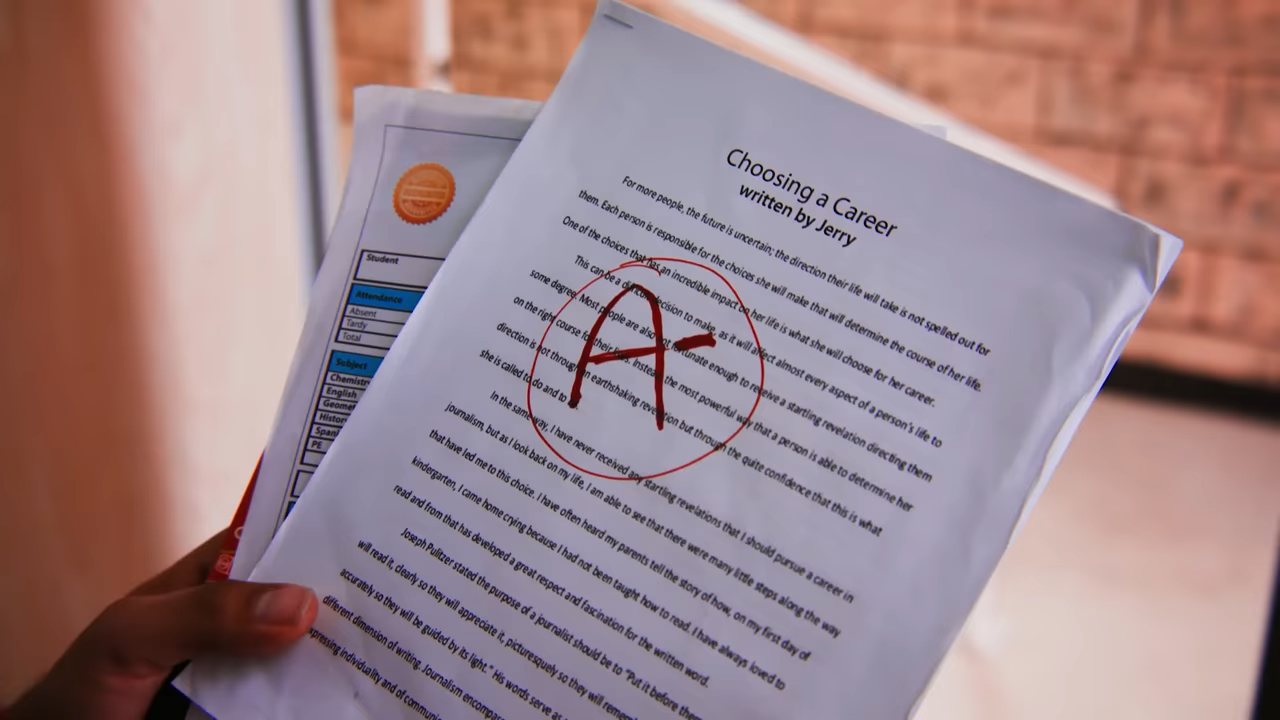 Choosing a Career
written by Jerry
For more people, the future is uncertain; the direction their life will take is not spelled out for
them. Each person is responsible for the choices she will make that will determine the course of her life.
One of the choices that has an incredible impact on her life is what she will choose for her career.
This can be a decision to make, as it will affect almost every aspect of a person's life to
some degree. Most people are also not fortunate enough to receive a startling revelation directing them
on the right course for their lives. Instead, the most powerful way that a person is able to determine her
direction is not through an earthshaking revelation but through the quite confidence that this is what
she is called to do and to
In the same way, I have never received any startling revelations that I should pursue a career in
journalism, but as I look back on my life, I am able to see that there were many little steps along the way
that have led me to this choice. I have often heard my parents tell the story of how, on my first day of
kindergarten, I came home crying because I had not been taught how to read. I have always loved to
read and from that has developed a great respect and fascination for the written word.
Joseph Pulitzer stated the purpose of a journalist should be to "Put it before them
will read it, clearly so they will appreciate it, picturesquely so they will remem
accurately so they will be guided by its light." His words serve as
different dimension of writing. Journalism encompas
xpressing individuality and of communi
A-
Student
Attendance
Absent
Tardy
Total
Subject
Chemistr
English
Geome
Histor
Span
PE